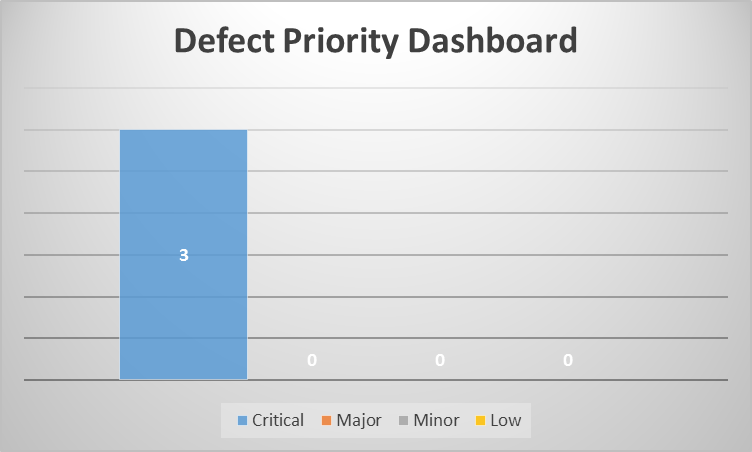 Defect Priority Dashboard
3
0 0 0
Critical Major Minor Low